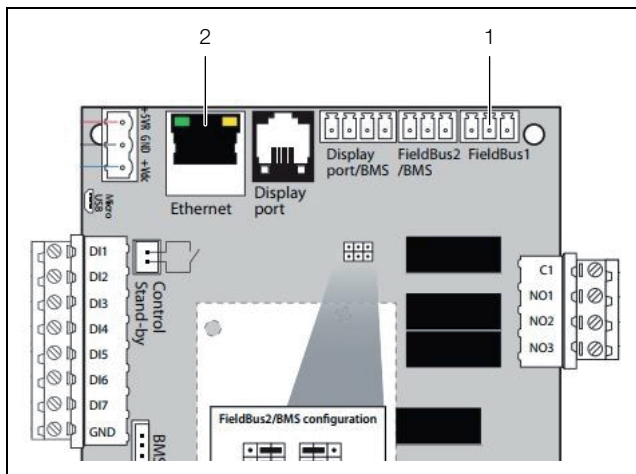 2 1
+5VR
GND
+Vdc
Micro
USB
Ethernet
Display
port
Display
port/BMS
FieldBus2
/BMS
FieldBus1
DI1
DI2
DI3
DI4
DI5
DI6
DI7
GND
Control
Stand-by
BMS
C1
NO1
NO2
NO3
FieldBus2/BMS configuration